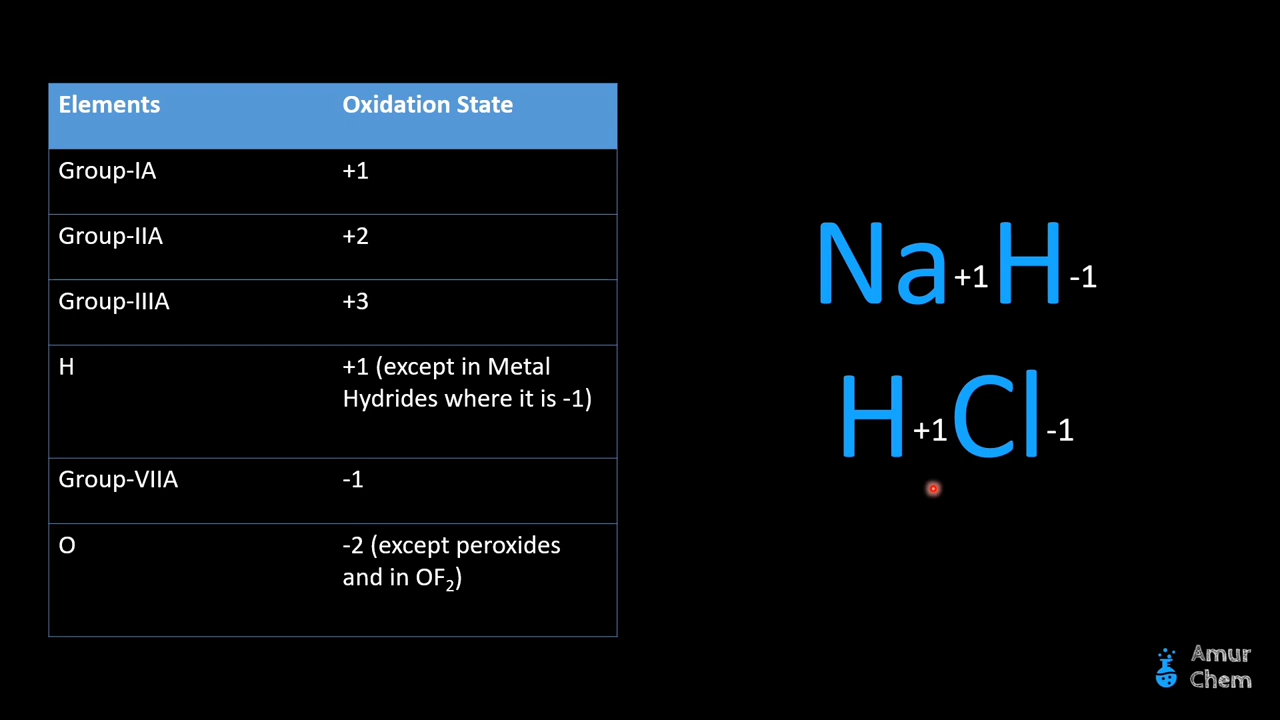 Elements Oxidation State
Group-IA +1
Group-IIA +2
Group-IIIA +3
H +1 (except in Metal
Hydrides where it is -1)
Group-VIIA -1
O -2 (except peroxides
and in OF₂)
Na+1H-1
H+1Cl-1
Amur
Chem